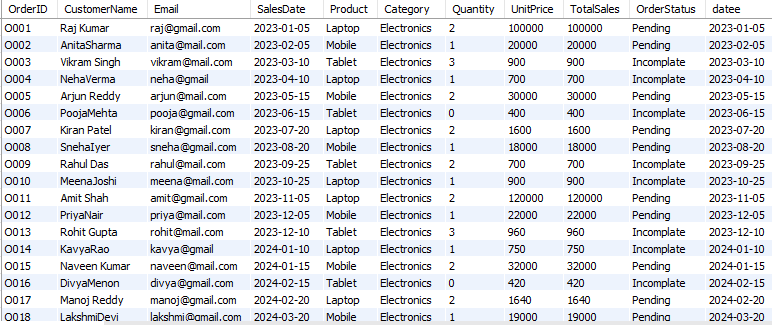 OrderID CustomerName Email SalesDate Product Category Quantity UnitPrice TotalSales OrderStatus datee
O001 Raj Kumar raj@gmail.com 2023-01-05 Laptop Electronics 2 100000 100000 Pending 2023-01-05
O002 AnitaSharma anita@mail.com 2023-02-05 Mobile Electronics 1 20000 20000 Pending 2023-02-05
O003 Vikram Singh vikram@mail.com 2023-03-10 Tablet Electronics 3 900 900 Incomplate 2023-03-10
O004 NehaVerma neha@gmail 2023-04-10 Laptop Electronics 1 700 700 Incomplate 2023-04-10
O005 Arjun Reddy arjun@mail.com 2023-05-15 Mobile Electronics 2 30000 30000 Pending 2023-05-15
O006 PoojaMehta pooja@gmail.com 2023-06-15 Tablet Electronics 0 400 400 Incomplate 2023-06-15
O007 Kiran Patel kiran@gmail.com 2023-07-20 Laptop Electronics 2 1600 1600 Pending 2023-07-20
O008 SnehaIyer sneha@gmail.com 2023-08-20 Mobile Electronics 1 18000 18000 Pending 2023-08-20
O009 Rahul Das rahul@mail.com 2023-09-25 Tablet Electronics 2 700 700 Incomplate 2023-09-25
O010 MeenaJoshi meena@mail.com 2023-10-25 Laptop Electronics 1 900 900 Incomplate 2023-10-25
O011 Amit Shah amit@gmail.com 2023-11-05 Laptop Electronics 2 120000 120000 Pending 2023-11-05
O012 PriyaNair priya@mail.com 2023-12-05 Mobile Electronics 1 22000 22000 Pending 2023-12-05
O013 Rohit Gupta rohit@mail.com 2023-12-10 Tablet Electronics 3 960 960 Incomplate 2023-12-10
O014 KavyaRao kavya@gmail 2024-01-10 Laptop Electronics 1 750 750 Incomplate 2024-01-10
O015 Naveen Kumar naveen@mail.com 2024-01-15 Mobile Electronics 2 32000 32000 Pending 2024-01-15
O016 DivyaMenon divya@gmail.com 2024-02-15 Tablet Electronics 0 420 420 Incomplate 2024-02-15
O017 Manoj Reddy manoj@gmail.com 2024-02-20 Laptop Electronics 2 1640 1640 Pending 2024-02-20
O018 LakshmiDevi lakshmi@gmail.com 2024-03-20 Mobile Electronics 1 19000 19000 Pending 2024-03-20